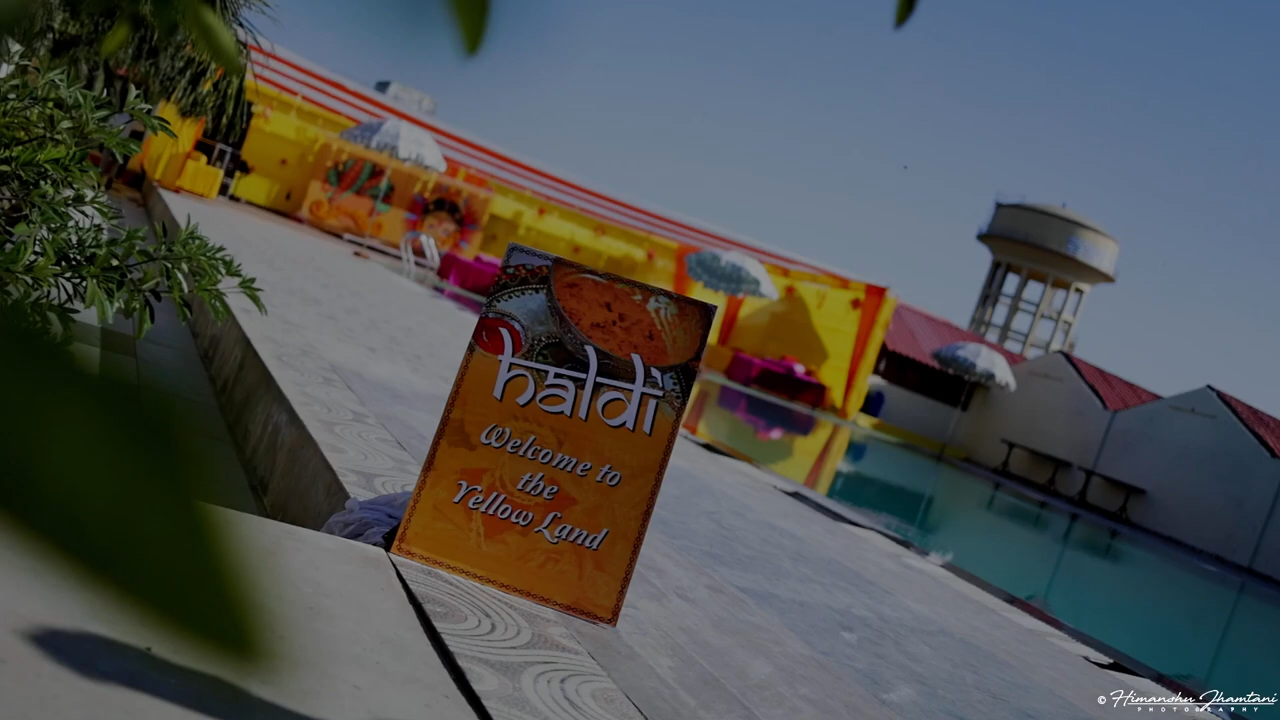 haldi
Welcome to
the
Yellow Land
© Himanshu Jhamtani
PHOTOGRAPHY